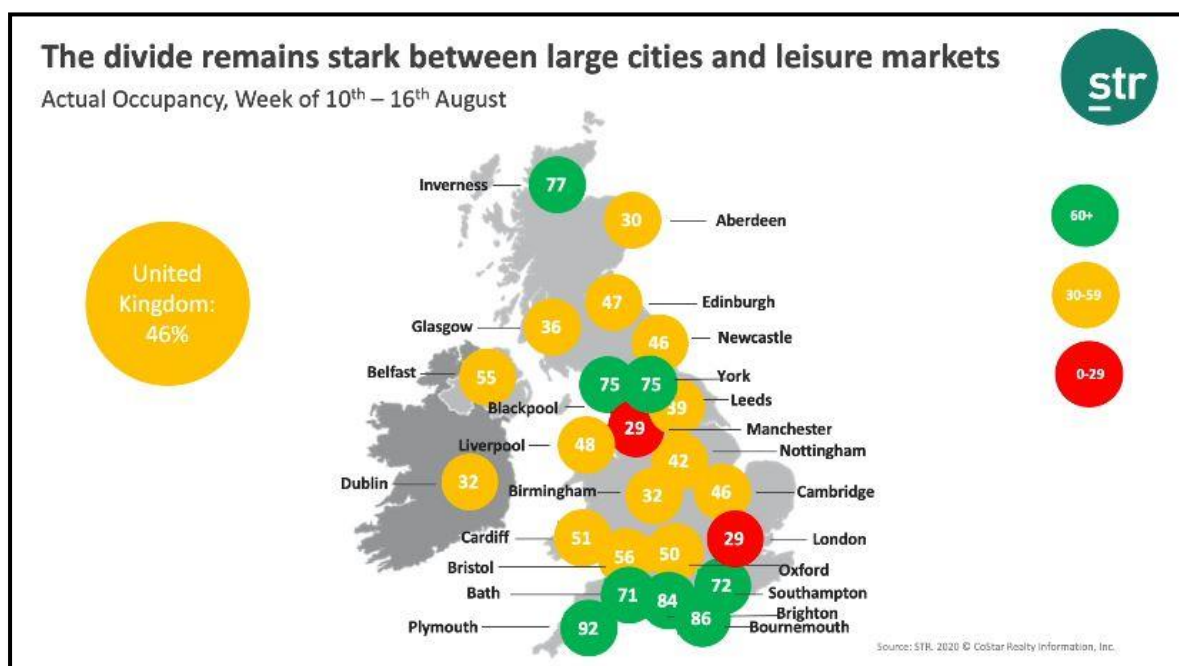 The divide remains stark between large cities and leisure markets
str
Actual Occupancy, Week of 10th – 16th August
Inverness
77
30
Aberdeen
60+
United
Kingdom:
46%
47
Edinburgh
30-59
Glasgow
36
46
Newcastle
Belfast
55
75
75
York
0-29
Blackpool
39
Leeds
29
Manchester
Liverpool
48
42
Nottingham
Dublin
32
Birmingham
32
46
Cambridge
Cardiff
51
29
London
Bristol
56
50
Oxford
Bath
71
84
72
Southampton
86
Brighton
Plymouth
92
Bournemouth
Source: STR. 2020 © CoStar Realty Information, Inc.